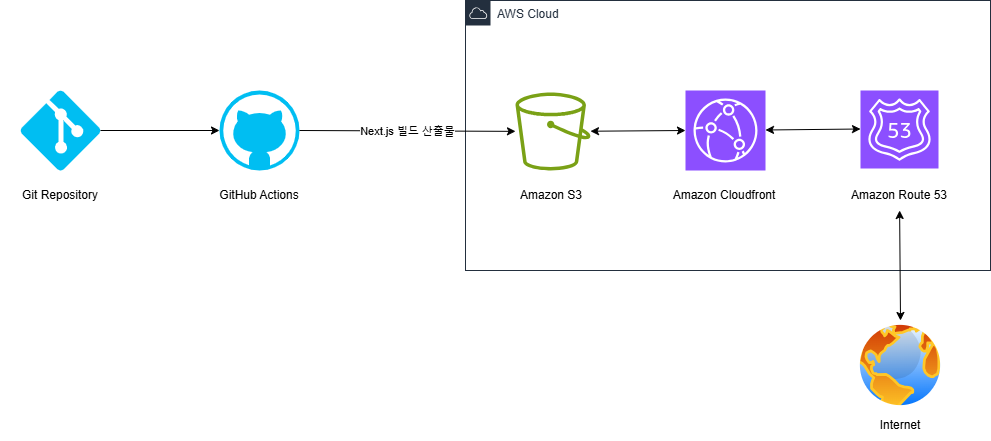 AWS Cloud
Next.js 빌드 산출물
53
Git Repository
GitHub Actions
Amazon S3
Amazon Cloudfront
Amazon Route 53
Internet